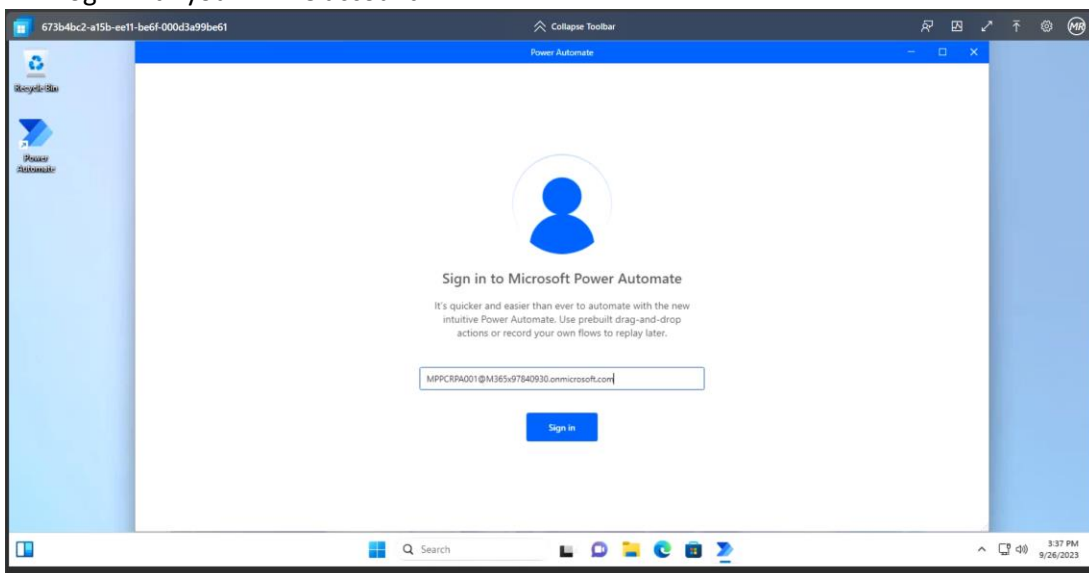 673b4bc2-a15b-ee11-be6f-000d3a99be61
Collapse Toolbar
MR
Power Automate
Recycle Bin
Power
Automate
Sign in to Microsoft Power Automate
It's quicker and easier than ever to automate with the new
intuitive Power Automate. Use prebuilt drag-and-drop
actions or record your own flows to replay later.
MPPCRPA001@M365x97840930.onmicrosoft.com
Sign in
Search
3:37 PM
9/26/2023